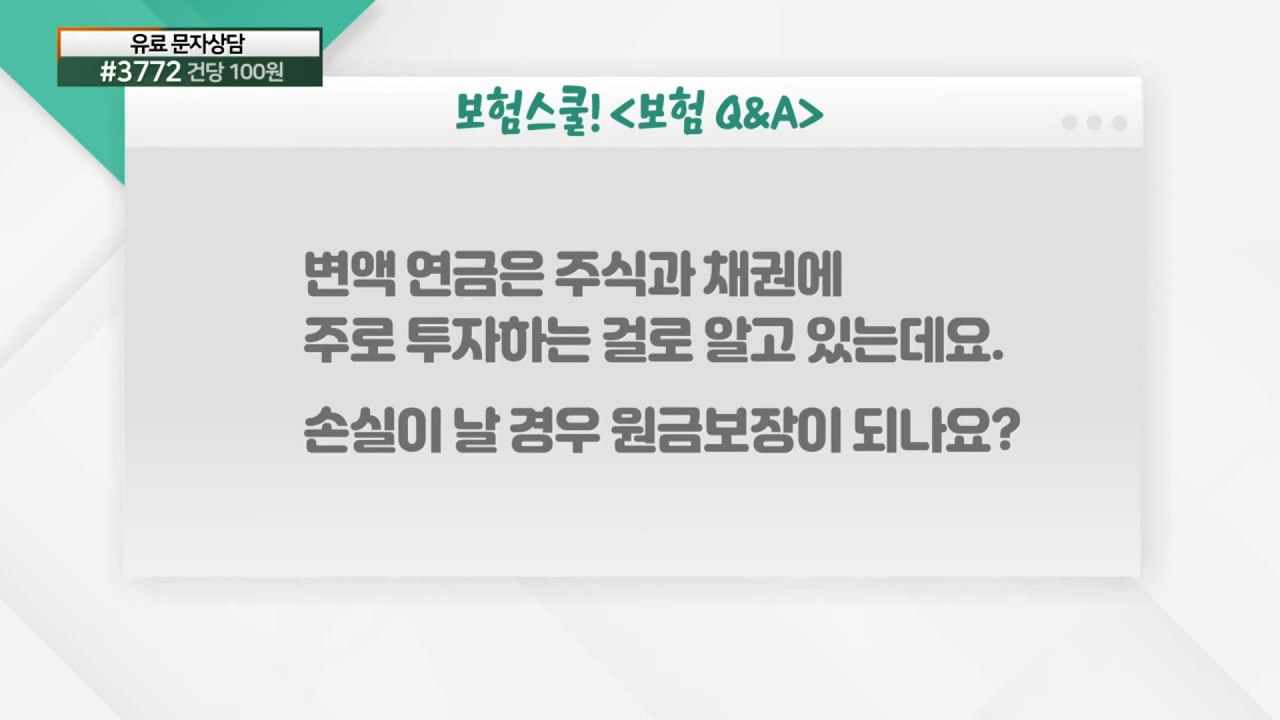 유료 문자상담
#3772 건당 100원
보험스쿨! <보험 Q&A>
변액 연금은 주식과 채권에
주로 투자하는 걸로 알고 있는데요.
손실이 날 경우 원금보장이 되나요?